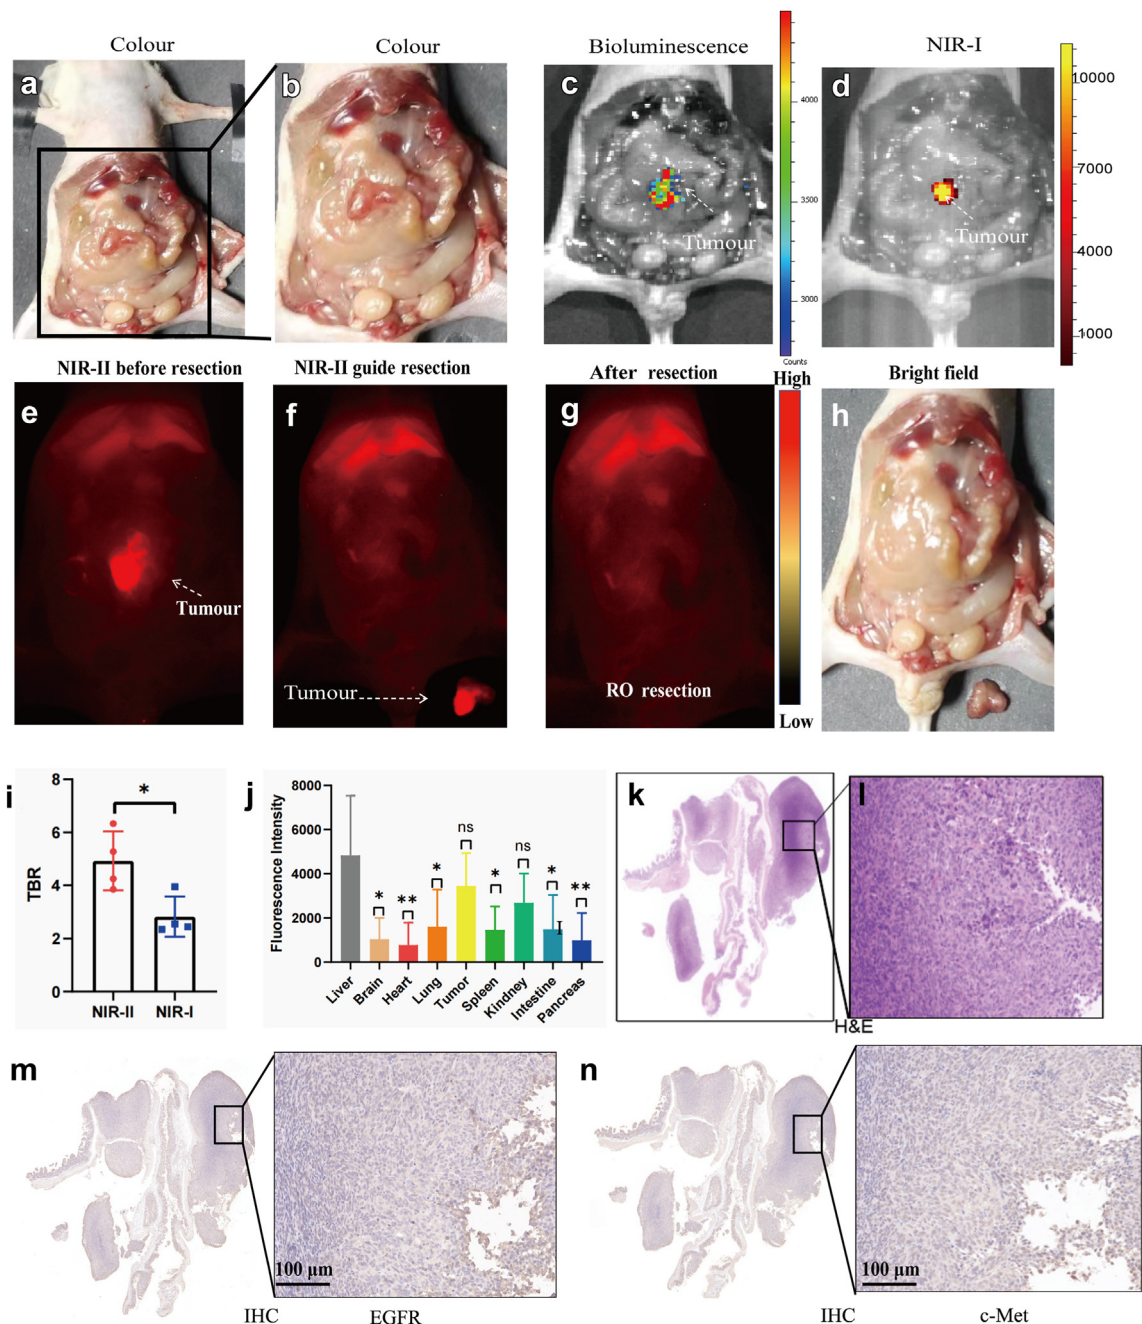 Colour
Colour
Bioluminescence
NIR-I
a
b
c
d
4000
3500
3000
Counts
10000
7000
4000
1000
Tumour
Tumour
NIR-II before resection
NIR-II guide resection
After resection
High
Bright field
e
f
g
h
Tumour
Tumour
RO resection
Low
i
j
k
l
TBR
8
6
4
2
0
*
NIR-II
NIR-I
Fluorescence Intensity
8000
6000
4000
2000
0
*
**
*
ns
*
ns
*
**
Liver
Brain
Heart
Lung
Tumor
Spleen
Kindney
Intestine
Pancreas
H&E
m
n
100 μm
100 μm
IHC
EGFR
IHC
c-Met